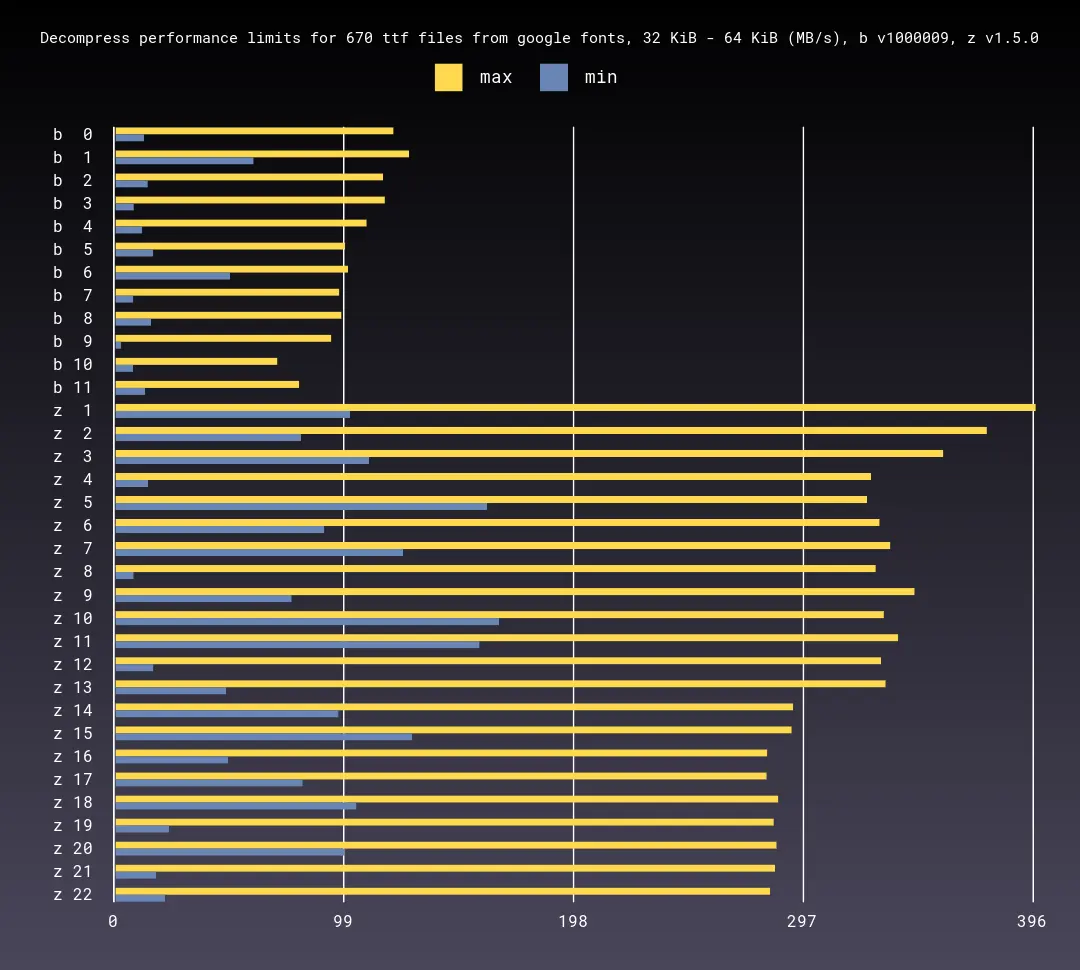 Decompress performance limits for 670 ttf files from google fonts, 32 KiB - 64 KiB (MB/s), b v1000009, z v1.5.0
max min
b 0
b 1
b 2
b 3
b 4
b 5
b 6
b 7
b 8
b 9
b 10
b 11
z 1
z 2
z 3
z 4
z 5
z 6
z 7
z 8
z 9
z 10
z 11
z 12
z 13
z 14
z 15
z 16
z 17
z 18
z 19
z 20
z 21
z 22
0 99 198 297 396